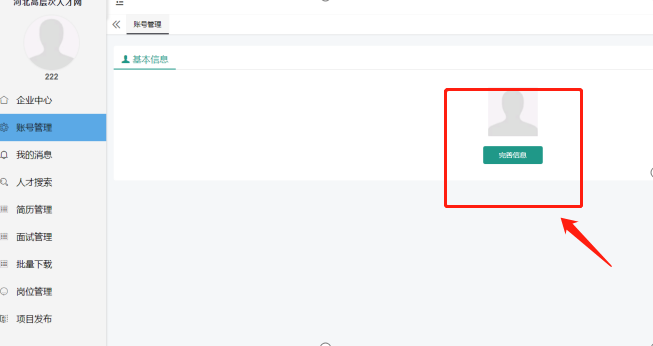 河北高层次人才网
222
企业中心
账号管理
我的消息
人才搜索
简历管理
面试管理
批量下载
岗位管理
项目发布
账号管理
基本信息
完善信息